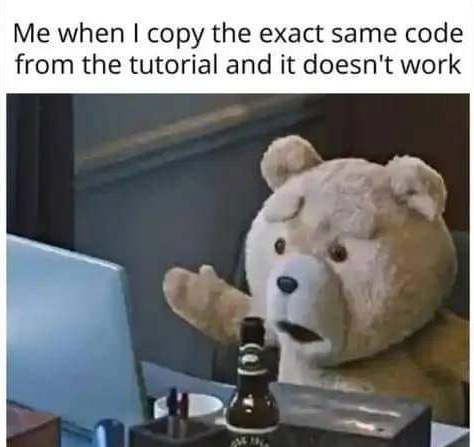 Me when I copy the exact same code
from the tutorial and it doesn't work